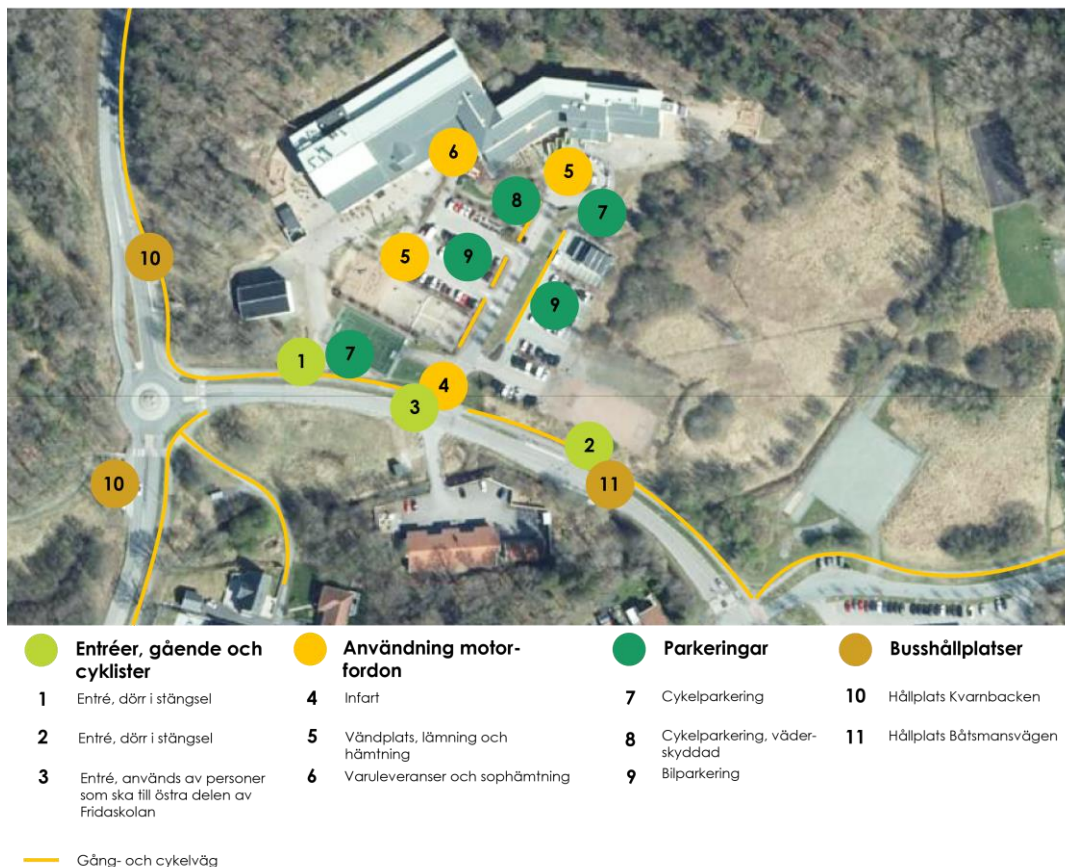 6
5
8
7
10
5
9
9
1
7
4
3
2
10
11
Entréer, gående och
cyklister
1 Entré, dörr i stängsel
2 Entré, dörr i stängsel
3 Entré, används av personer
som ska till östra delen av
Fridaskolan
Gång- och cykelväg
Användning motor-
fordon
4 Infart
5 Vändplats, lämning och
hämtning
6 Varuleveranser och sophämtning
Parkeringar
7 Cykelparkering
8 Cykelparkering, väder-
skyddad
9 Bilparkering
Busshållplatser
10 Hållplats Kvarnbacken
11 Hållplats Båtsmansvägen